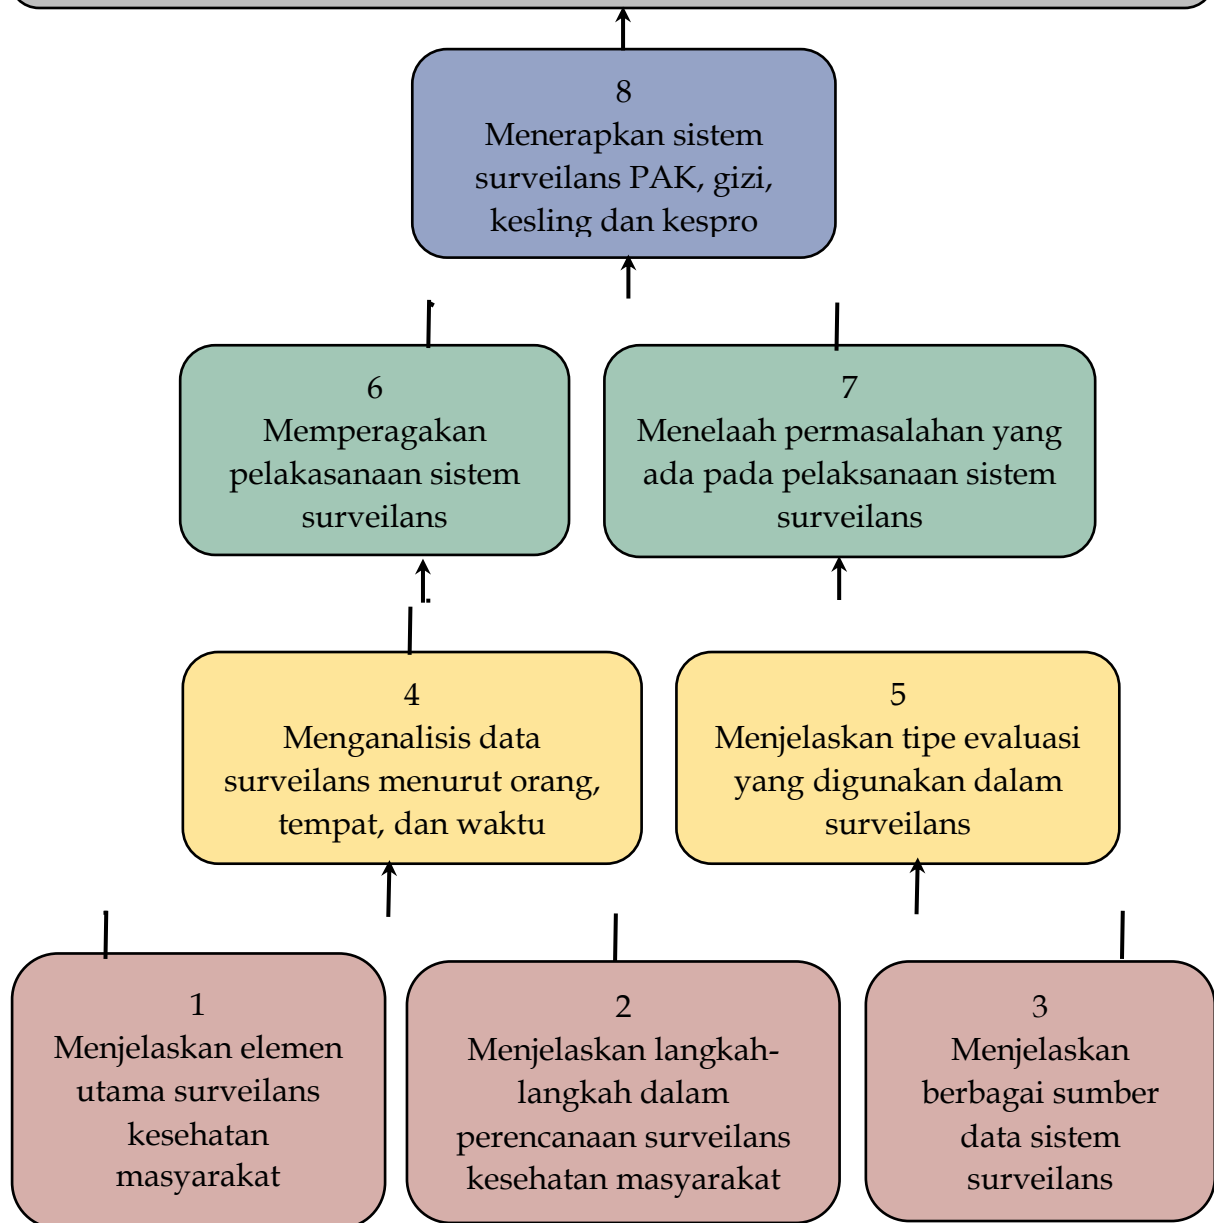 8
Menerapkan sistem
surveilans PAK, gizi,
kesling dan kespro
6
Memperagakan
pelakasanaan sistem
surveilans
7
Menelaah permasalahan yang
ada pada pelaksanaan sistem
surveilans
4
Menganalisis data
surveilans menurut orang,
tempat, dan waktu
5
Menjelaskan tipe evaluasi
yang digunakan dalam
surveilans
1
Menjelaskan elemen
utama surveilans
kesehatan
masyarakat
2
Menjelaskan langkah-
langkah dalam
perencanaan surveilans
kesehatan masyarakat
3
Menjelaskan
berbagai sumber
data sistem
surveilans